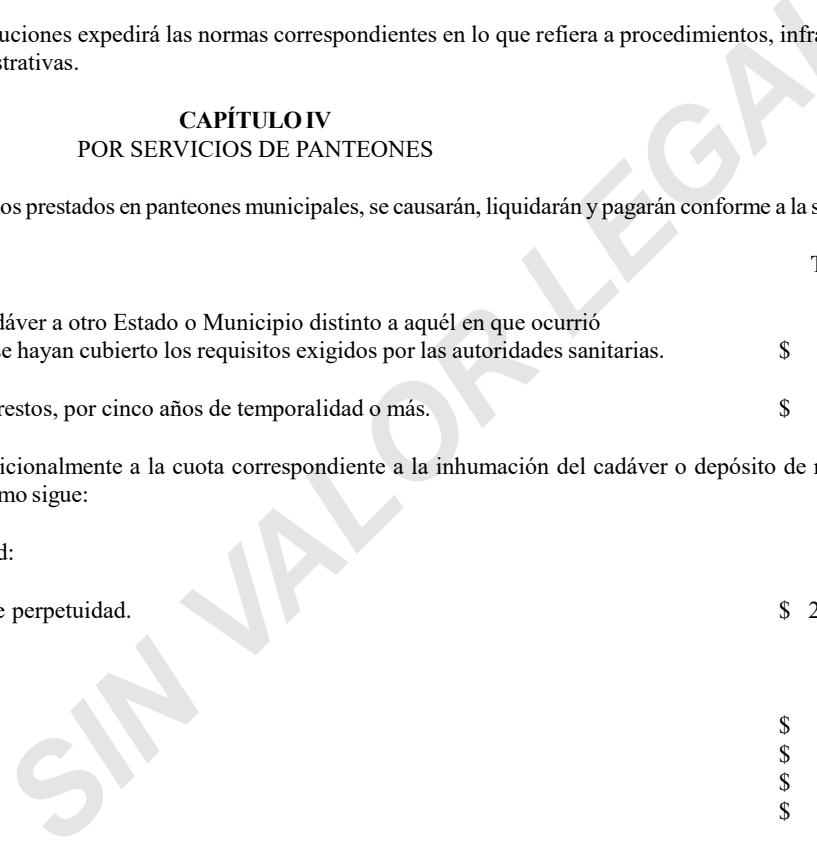 uciones expedirá las normas correspondientes en lo que refiera a procedimientos, infra
strativas.
CAPÍTULO IV
POR SERVICIOS DE PANTEONES
os prestados en panteones municipales, se causarán, liquidarán y pagarán conforme a la s
T
dáver a otro Estado o Municipio distinto a aquél en que ocurrió
se hayan cubierto los requisitos exigidos por las autoridades sanitarias. $
restos, por cinco años de temporalidad o más. $
icionalmente a la cuota correspondiente a la inhumación del cadáver o depósito de r
mo sigue:
d:
e perpetuidad. $ 2
$
$
$
$
SIN VALOR LEGAL